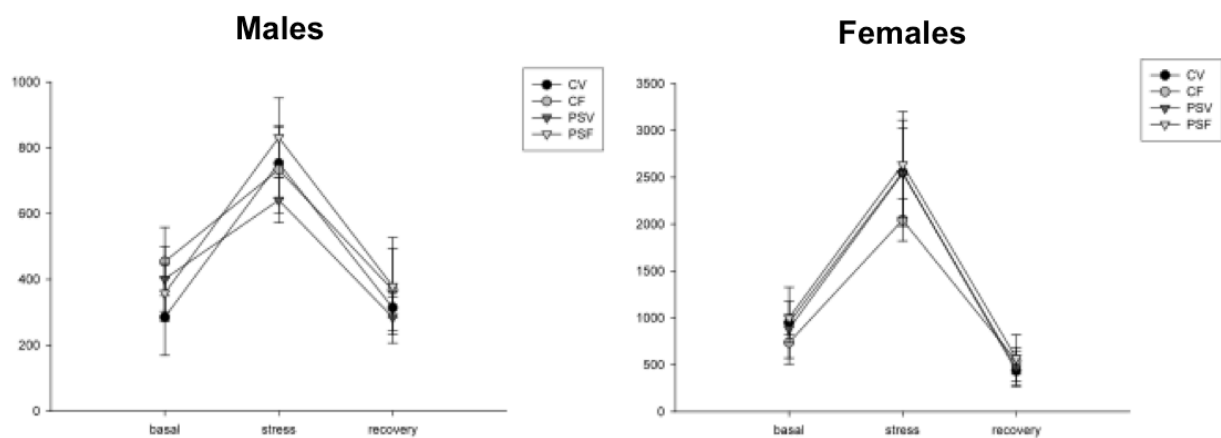 Males
1000
800
600
400
200
0
basal stress recovery
CV
CF
PSV
PSF
Females
3500
3000
2500
2000
1500
1000
500
0
basal stress recovery
CV
CF
PSV
PSF